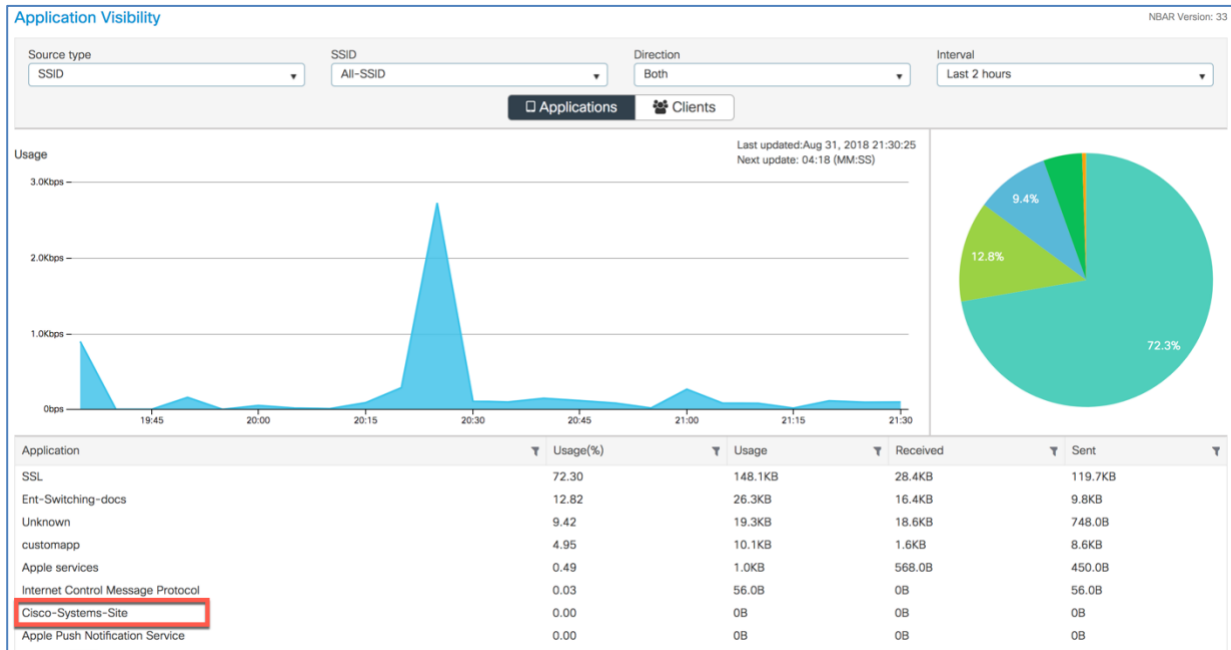 Application Visibility
NBAR Version: 33
Source type SSID Direction Interval
SSID All-SSID Both Last 2 hours
Applications Clients
Usage
Last updated:Aug 31, 2018 21:30:25
Next update: 04:18 (MM:SS)
3.0Kbps
2.0Kbps
1.0Kbps
0bps
19:45 20:00 20:15 20:30 20:45 21:00 21:15 21:30
9.4%
12.8%
72.3%
Application Usage(%) Usage Received Sent
SSL 72.30 148.1KB 28.4KB 119.7KB
Ent-Switching-docs 12.82 26.3KB 16.4KB 9.8KB
Unknown 9.42 19.3KB 18.6KB 748.0B
customapp 4.95 10.1KB 1.6KB 8.6KB
Apple services 0.49 1.0KB 568.0B 450.0B
Internet Control Message Protocol 0.03 56.0B 0B 56.0B
Cisco-Systems-Site 0.00 0B 0B 0B
Apple Push Notification Service 0.00 0B 0B 0B